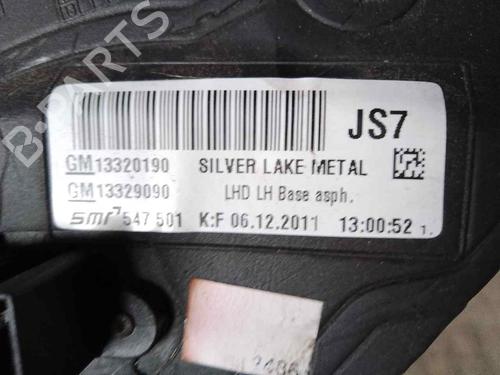 B-PARTS
JS7
GM13320190 SILVER LAKE METAL
GM13329090 LHD LH Base asph.
smr7 547 501 K:F 06.12.2011 13:00:52 1.